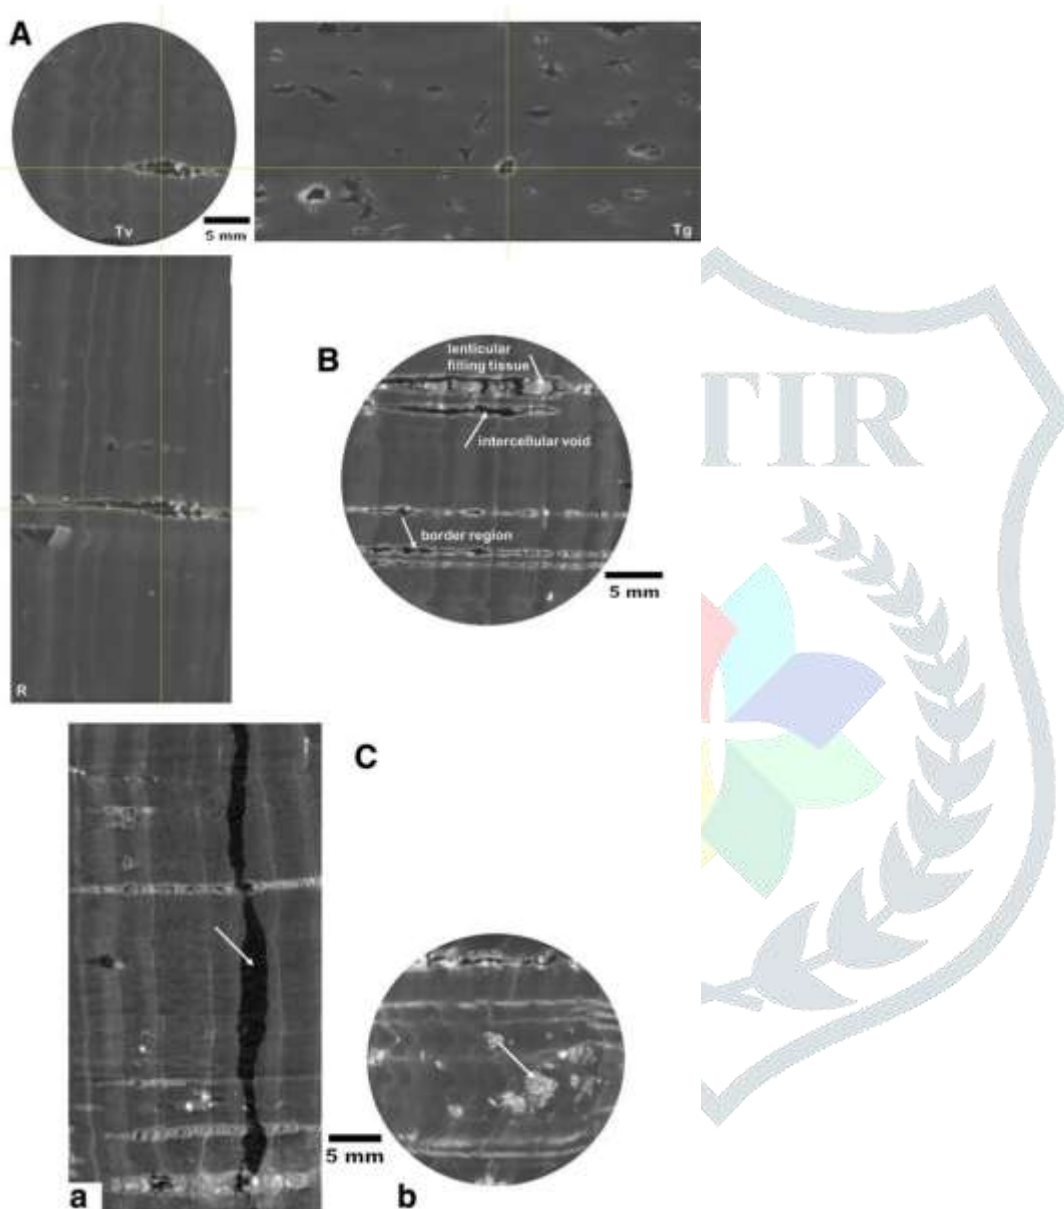 A
Tv
5 mm
Tg
R
B
lenticular
filling tissue
intercellular void
border region
5 mm
C
5 mm
a
b
TIR